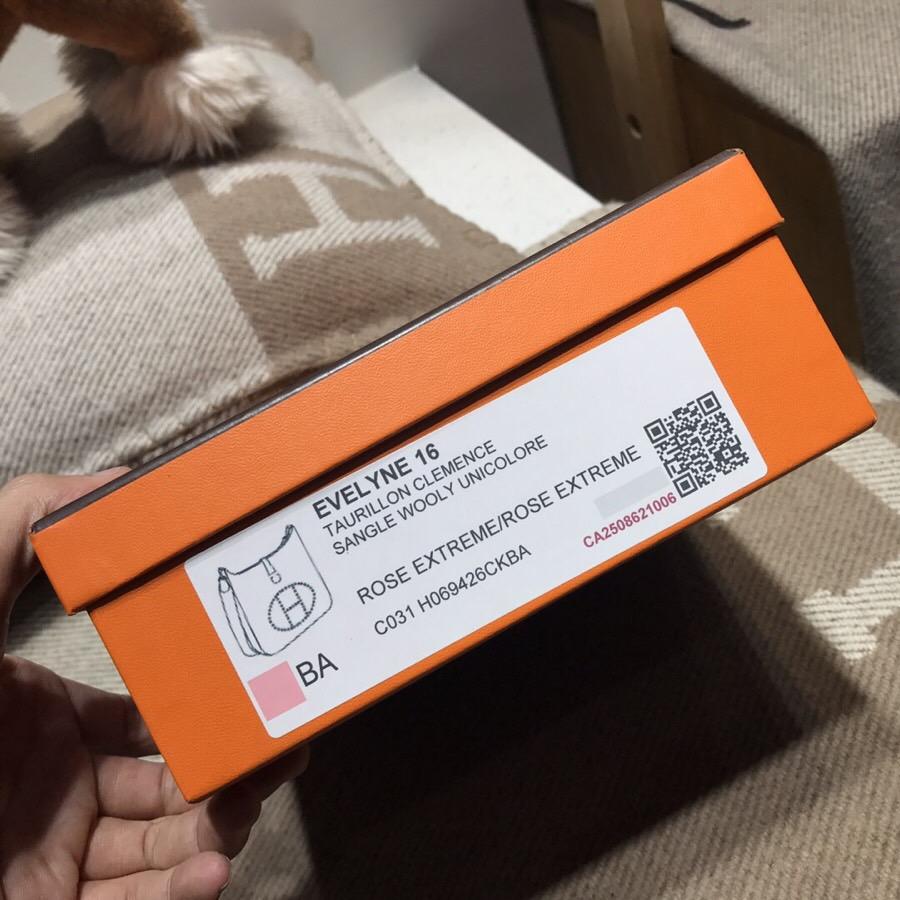 EVELYNE 16
TAURILLON CLEMENCE
SANGLE WOOLY UNICOLORE
ROSE EXTREME/ROSE EXTREME
C031 H069426CKBA
CA2508621006
H
BA
H